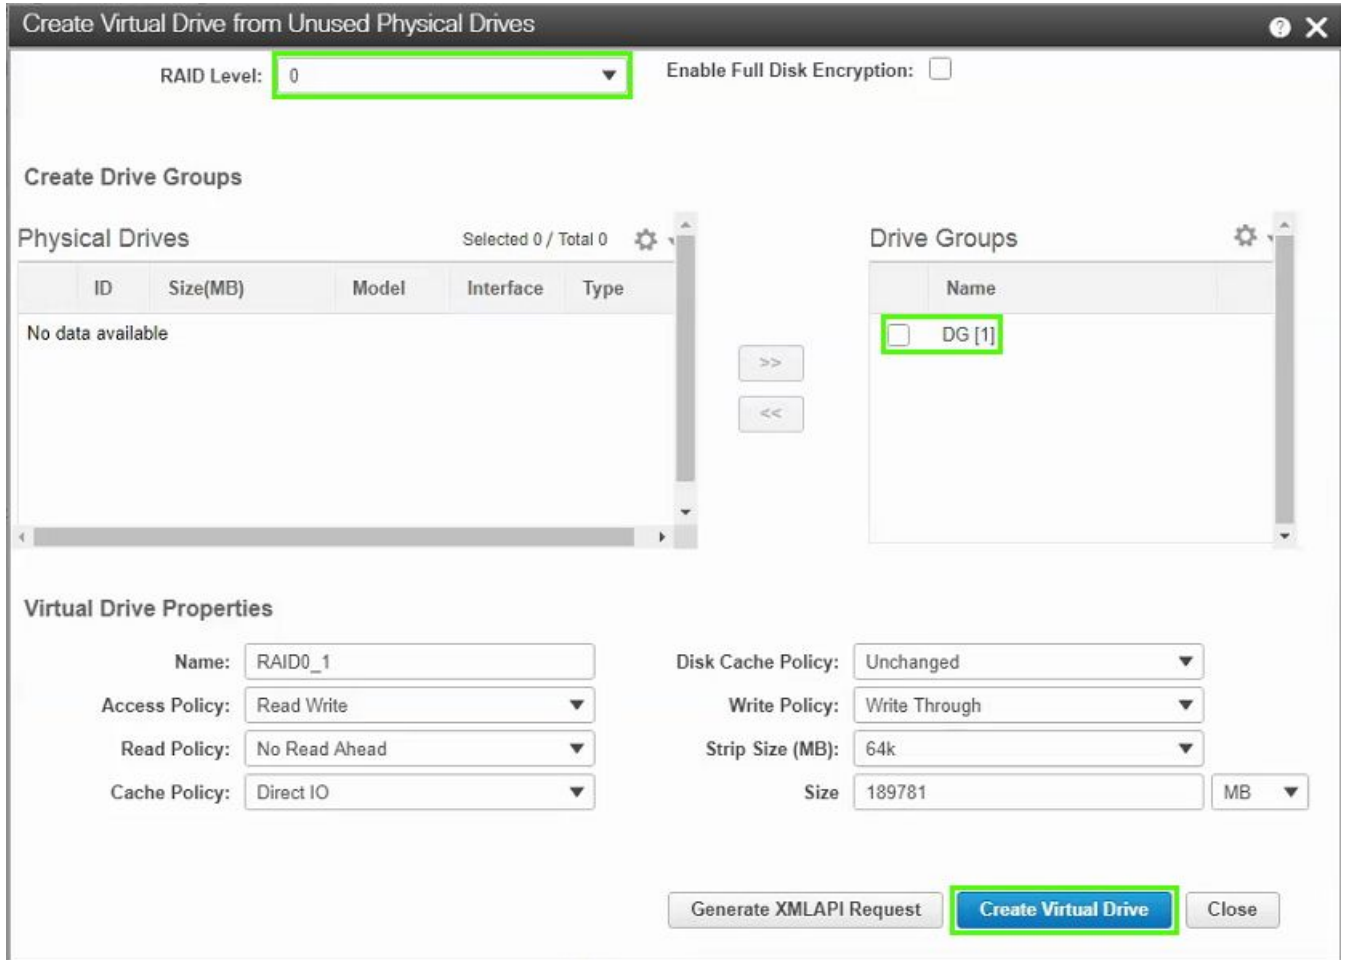 Create Virtual Drive from Unused Physical Drives
RAID Level: 0 Enable Full Disk Encryption:
Create Drive Groups
Physical Drives Selected 0 / Total 0 Drive Groups
ID Size(MB) Model Interface Type Name
No data available DG [1]
>>
<<
Virtual Drive Properties
Name: RAID0_1 Disk Cache Policy: Unchanged
Access Policy: Read Write Write Policy: Write Through
Read Policy: No Read Ahead Strip Size (MB): 64k
Cache Policy: Direct IO Size 189781 MB
Generate XMLAPI Request Create Virtual Drive Close